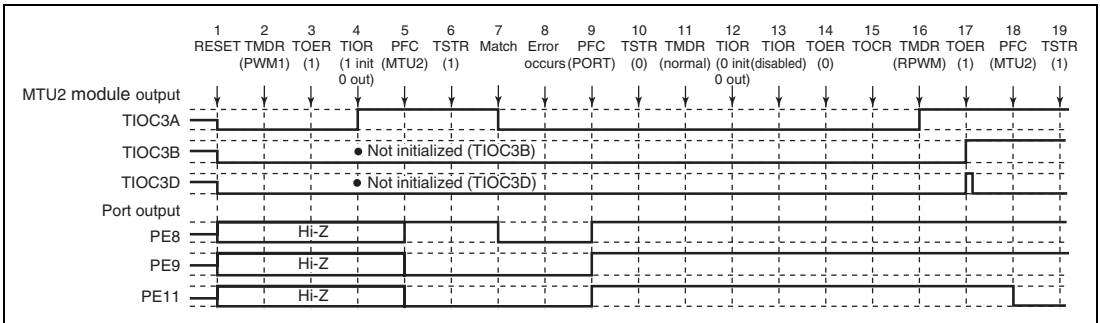 1 2 3 4 5 6 7 8 9 10 11 12 13 14 15 16 17 18 19
RESET TMDR TOER TIOR PFC TSTR Match Error PFC TSTR TMDR TIOR TIOR TOER TOCR TMDR TOER PFC TSTR
(PWM1) (1) (1 init (MTU2) (1) occurs (PORT) (0) (normal) (0 init (disabled) (0) (RPWM) (1) (MTU2) (1)
0 out) 0 out)
MTU2 module output
TIOC3A
TIOC3B • Not initialized (TIOC3B)
TIOC3D • Not initialized (TIOC3D)
Port output
PE8 Hi-Z
PE9 Hi-Z
PE11 Hi-Z